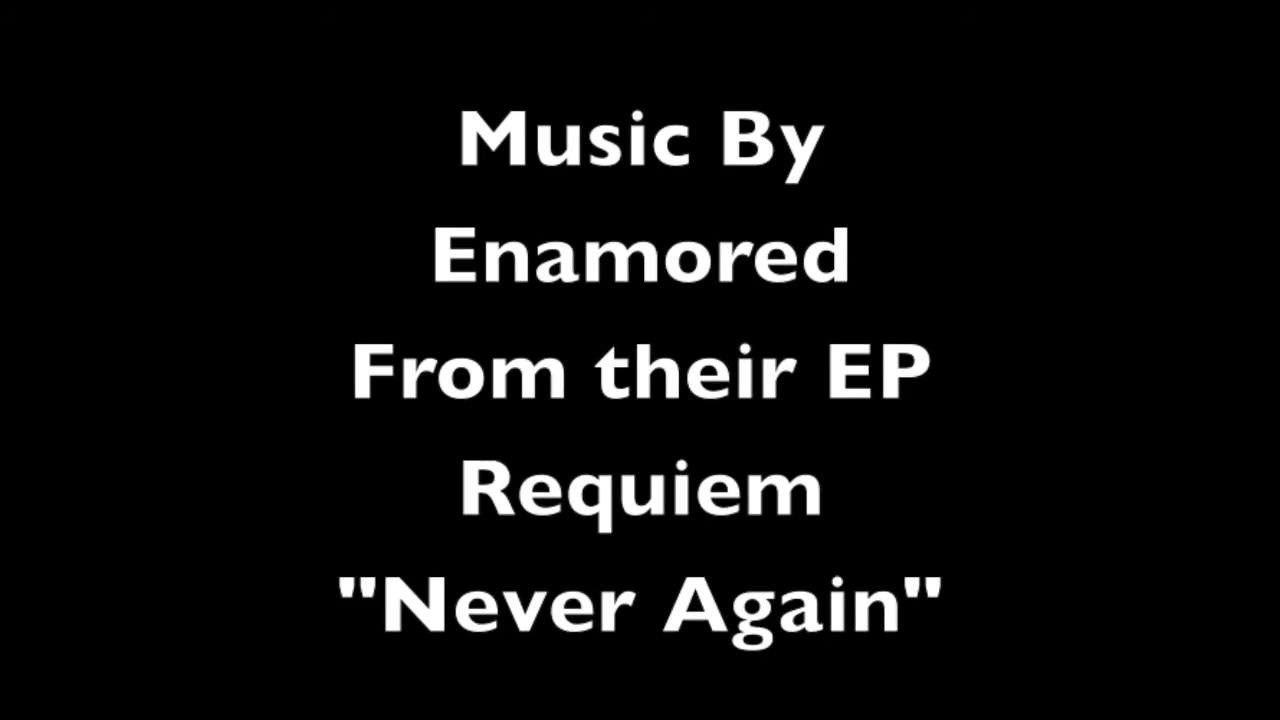 Music By
Enamored
From their EP
Requiem
"Never Again"